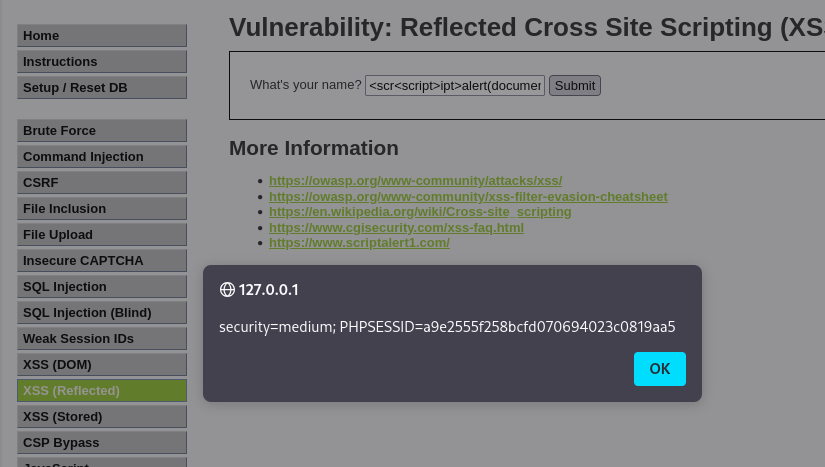 Vulnerability: Reflected Cross Site Scripting (XS
Home
Instructions
Setup / Reset DB
Brute Force
Command Injection
CSRF
File Inclusion
File Upload
Insecure CAPTCHA
SQL Injection
SQL Injection (Blind)
Weak Session IDs
XSS (DOM)
XSS (Reflected)
XSS (Stored)
CSP Bypass
JavaScript
What's your name? <scr<script>ipt>alert(documen Submit
More Information
https://owasp.org/www-community/attacks/xss/
https://owasp.org/www-community/xss-filter-evasion-cheatsheet
https://en.wikipedia.org/wiki/Cross-site_scripting
https://www.cgisecurity.com/xss-faq.html
https://www.scriptalert1.com/
127.0.0.1
security=medium; PHPSESSID=a9e2555f258bcfd070694023c0819aa5
OK